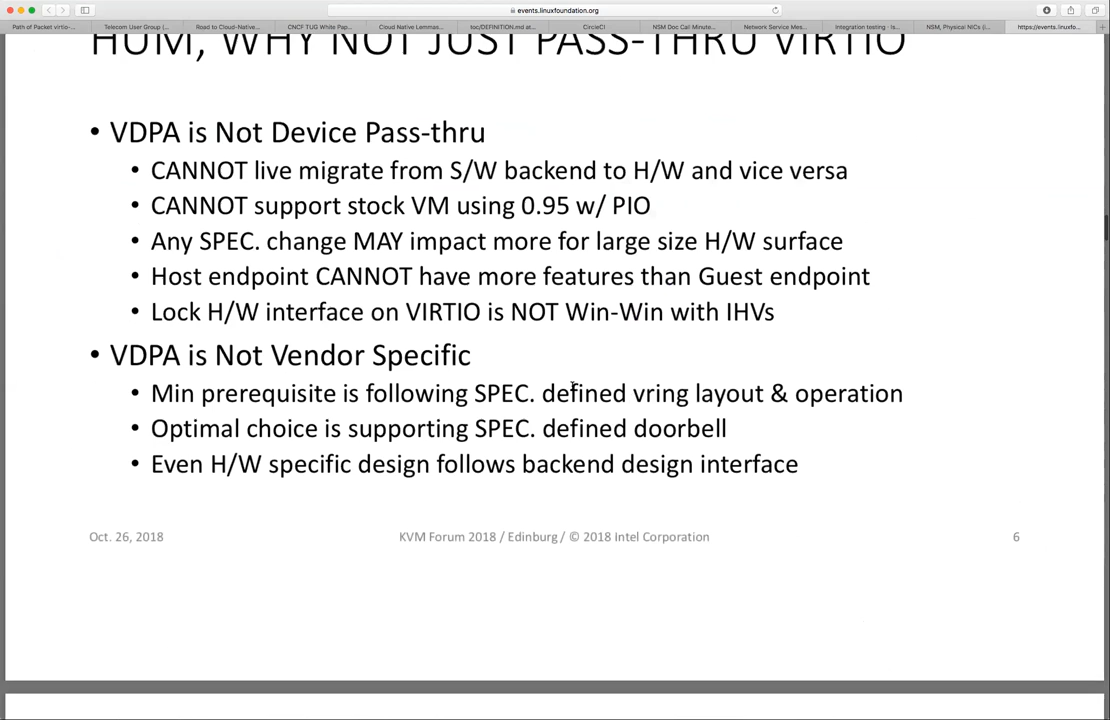 events.linuxfoundation.org
Path of Packet virtio-...
Telecom User Group (...
Road to Cloud-Native...
CNCF TUG White Pap...
Cloud Native Lemmas...
toc/DEFINITION.md at...
CircleCI
NSM Doc Call Minute...
Network Service Mes...
Integration testing · Is...
NSM, Physical NICs (i...
https://events.linuxfo...
HUM, WHY NOT JUST PASS-THRU VIRTIO
• VDPA is Not Device Pass-thru
• CANNOT live migrate from S/W backend to H/W and vice versa
• CANNOT support stock VM using 0.95 w/ PIO
• Any SPEC. change MAY impact more for large size H/W surface
• Host endpoint CANNOT have more features than Guest endpoint
• Lock H/W interface on VIRTIO is NOT Win-Win with IHVs
• VDPA is Not Vendor Specific
• Min prerequisite is following SPEC. defined vring layout & operation
• Optimal choice is supporting SPEC. defined doorbell
• Even H/W specific design follows backend design interface
Oct. 26, 2018
KVM Forum 2018 / Edinburg / © 2018 Intel Corporation
6